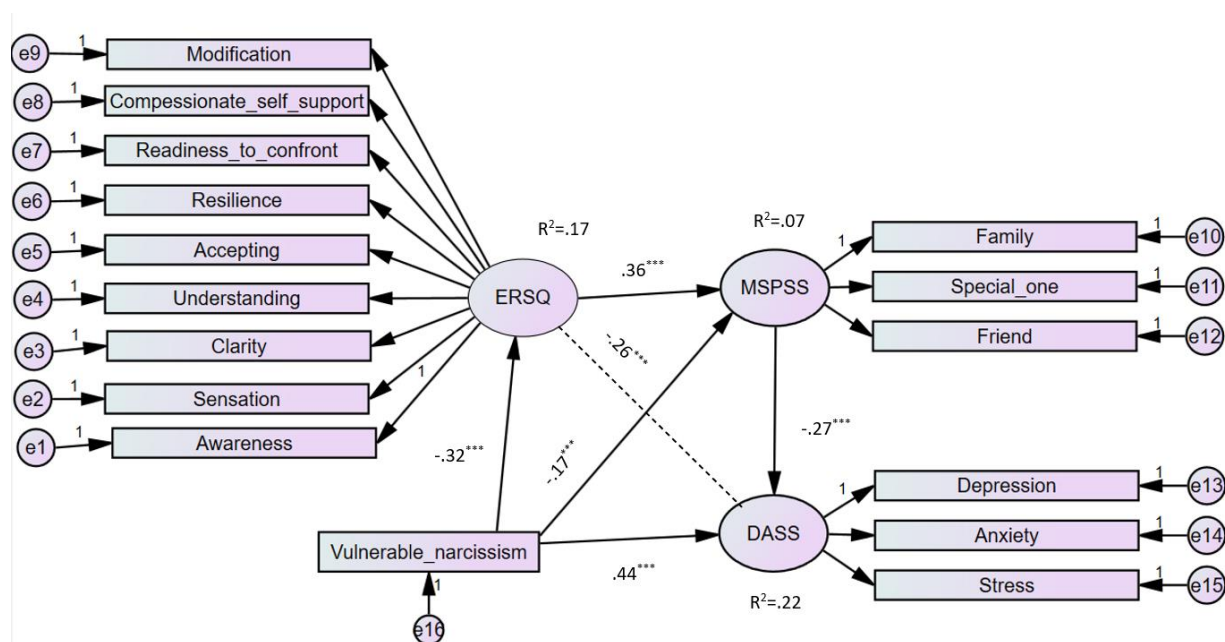 e9 1 Modification
e8 1 Compessionate_self_support
e7 1 Readiness_to_confront
e6 1 Resilience
e5 1 Accepting
e4 1 Understanding
e3 1 Clarity
e2 1 Sensation
e1 1 Awareness
1
R²=.17
ERSQ
.36***
R²=.07
MSPSS
1 Family 1 e10
Special_one 1 e11
Friend 1 e12
-.26***
-.32***
-.17***
-.27***
Vulnerable_narcissism
1
e16
.44***
DASS
R²=.22
1 Depression 1 e13
Anxiety 1 e14
Stress 1 e15